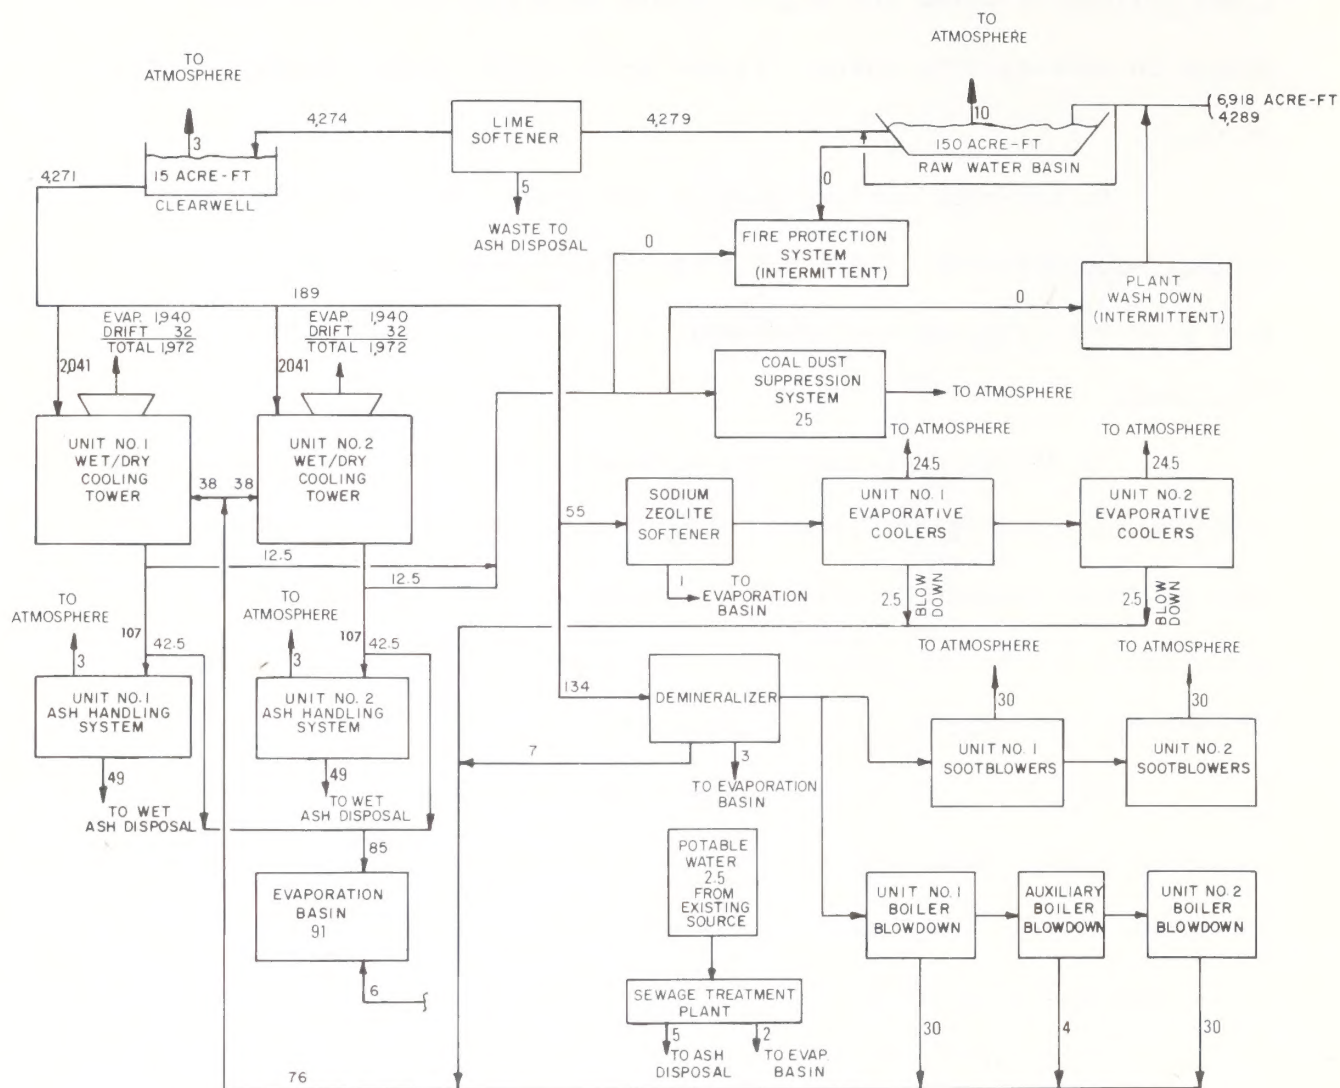 TO
ATMOSPHERE
3
4,274
LIME
SOFTENER
4,279
TO
ATMOSPHERE
10
6,918 ACRE-FT
4,289
150 ACRE-FT
RAW WATER BASIN
4,271
15 ACRE-FT
CLEARWELL
5
WASTE TO
ASH DISPOSAL
0
0
FIRE PROTECTION
SYSTEM
(INTERMITTENT)
0
PLANT
WASH DOWN
(INTERMITTENT)
189
EVAP. 1,940
DRIFT 32
TOTAL 1,972
EVAP 1,940
DRIFT 32
TOTAL 1,972
2,041
2041
COAL DUST
SUPPRESSION
SYSTEM
25
TO ATMOSPHERE
UNIT NO. 1
WET/DRY
COOLING
TOWER
38
38
UNIT NO. 2
WET/DRY
COOLING
TOWER
TO ATMOSPHERE
24.5
TO ATMOSPHERE
24.5
55
SODIUM
ZEOLITE
SOFTENER
UNIT NO. 1
EVAPORATIVE
COOLERS
UNIT NO. 2
EVAPORATIVE
COOLERS
12.5
12.5
1
TO
EVAPORATION
BASIN
2.5
BLOW
DOWN
2.5
BLOW
DOWN
TO
ATMOSPHERE
107
42.5
3
TO
ATMOSPHERE
107
42.5
3
UNIT NO. 1
ASH HANDLING
SYSTEM
UNIT NO. 2
ASH HANDLING
SYSTEM
49
TO WET
ASH DISPOSAL
49
TO WET
ASH DISPOSAL
134
DEMINERALIZER
7
3
TO EVAPORATION
BASIN
TO ATMOSPHERE
30
TO ATMOSPHERE
30
UNIT NO. 1
SOOTBLOWERS
UNIT NO. 2
SOOTBLOWERS
85
EVAPORATION
BASIN
91
6
POTABLE
WATER
2.5
FROM
EXISTING
SOURCE
SEWAGE TREATMENT
PLANT
.5
TO ASH
DISPOSAL
2
TO EVAP.
BASIN
UNIT NO. 1
BOILER
BLOWDOWN
AUXILIARY
BOILER
BLOWDOWN
UNIT NO. 2
BOILER
BLOWDOWN
30
4
30
76